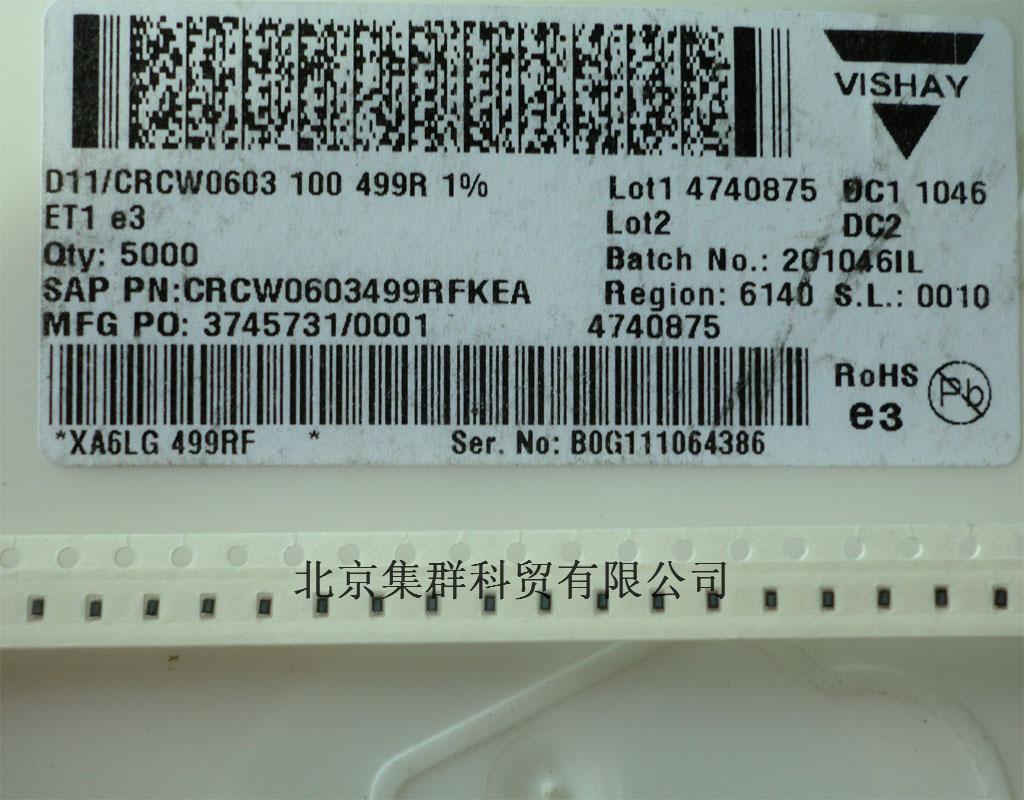 VISHAY
D11/CRCW0603 100 499R 1%
ET1 e3
Qty: 5000
SAP PN:CRCW0603499RFKEA
MFG PO: 3745731/0001
Lot1 4740875 DC1 1046
Lot2 DC2
Batch No.: 201046IL
Region: 6140 S.L.: 0010
4740875
RoHS
e3
Pb
*XA6LG 499RF *
Ser. No: B0G111064386
北京集群科贸有限公司